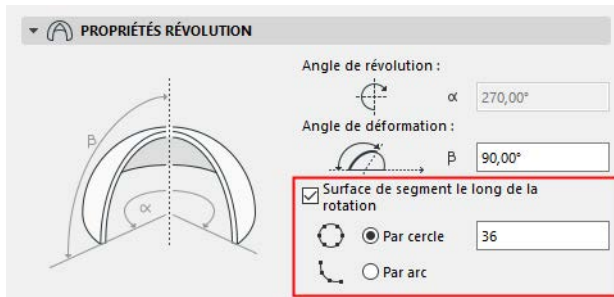 PROPRIÉTÉS RÉVOLUTION
Angle de révolution :
α 270,00°
Angle de déformation :
β 90,00°
Surface de segment le long de la
rotation
Par cercle 36
Par arc
β
α